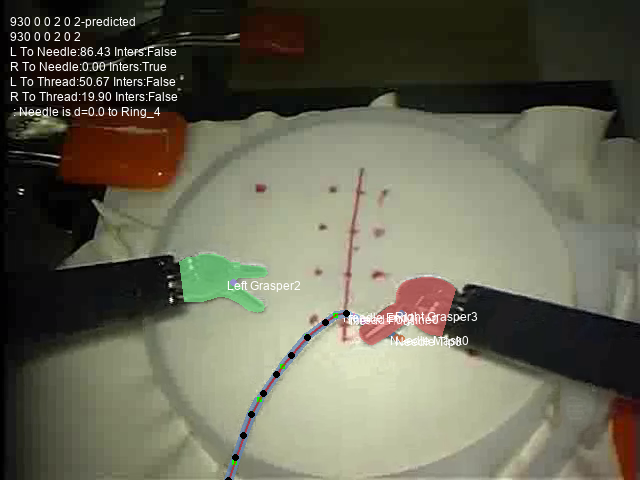 930 0 0 2 0 2-predicted
930 0 0 2 0 2
L To Needle:86.43 Inters:False
R To Needle:0.00 Inters:True
L To Thread:50.67 Inters:False
R To Thread:19.90 Inters:False
: Needle is d=0.0 to Ring_4
Left Grasper2
Right Grasper3